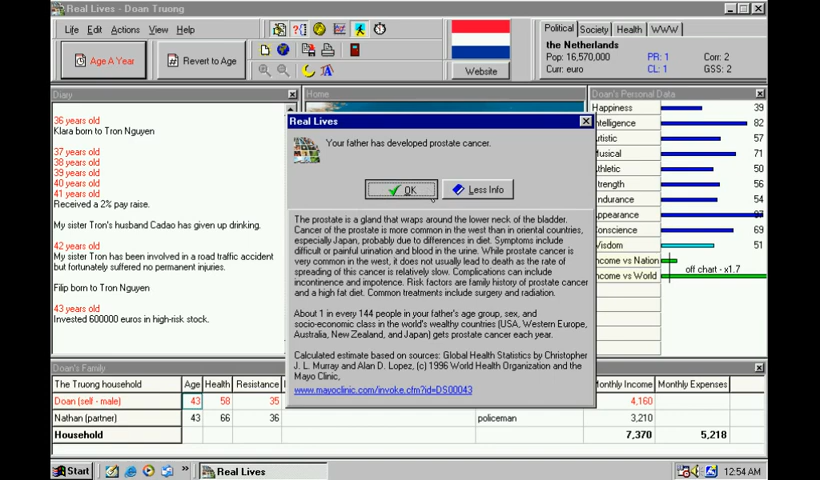 Real Lives - Doan Truong
Life Edit Actions View Help
Age A Year
Revert to Age
Website
Political Society Health WWW
the Netherlands
Pop: 16,570,000 PR: 1 Corr: 2
Curr: euro CL: 1 GSS: 2
Diary
Home
Doan's Personal Data
36 years old
Klara born to Tron Nguyen
37 years old
38 years old
39 years old
40 years old
41 years old
Received a 2% pay raise.
My sister Tron's husband Cadao has given up drinking.
42 years old
My sister Tron has been involved in a road traffic accident
but fortunately suffered no permanent injuries.
Filip born to Tron Nguyen
43 years old
Invested 600000 euros in high-risk stock.
Real Lives
Your father has developed prostate cancer.
OK
Less Info
The prostate is a gland that wraps around the lower neck of the bladder.
Cancer of the prostate is more common in the west than in oriental countries,
especially Japan, probably due to differences in diet. Symptoms include
difficult or painful urination and blood in the urine. While prostate cancer is
very common in the west, it does not usually lead to death as the rate of
spreading of this cancer is relatively slow. Complications can include
incontinence and impotence. Risk factors are family history of prostate cancer
and a high fat diet. Common treatments include surgery and radiation.
About 1 in every 144 people in your father's age group, sex, and
socio-economic class in the world's wealthy countries (USA, Western Europe,
Australia, New Zealand, and Japan) gets prostate cancer each year.
Calculated estimate based on sources: Global Health Statistics by Christopher
J. L. Murray and Alan D. Lopez, (c) 1996 World Health Organization and the
Mayo Clinic,
www.mayoclinic.com/invoke.cfm?id=DS00043
Happiness 39
Intelligence 82
Artistic 57
Musical 71
Athletic 50
Strength 56
Endurance 54
Appearance 87
Conscience 69
Wisdom 51
Income vs Nation
Income vs World
off chart - x1.7
Doan's Family
The Truong household Age Health Resistance Monthly Income Monthly Expenses
Doan (self - male) 43 58 35 4,160
Nathan (partner) 43 66 36 policeman 3,210
Household 7,370 5,218
Start
Real Lives
12:54 AM